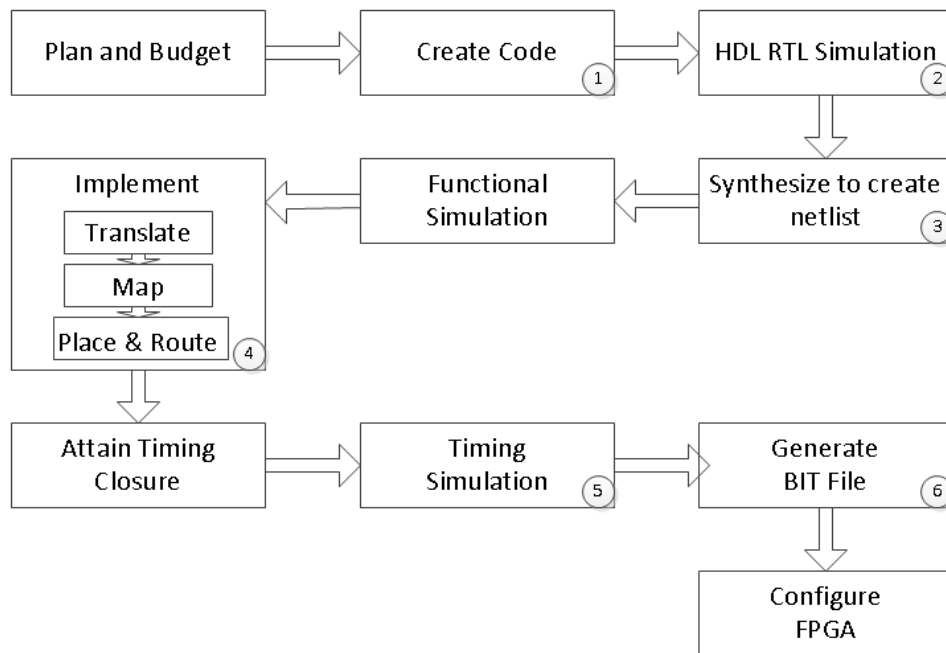 Plan and Budget
Create Code
1
HDL RTL Simulation
2
Implement
Translate
Map
Place & Route
4
Functional
Simulation
Synthesize to create
netlist
3
Attain Timing
Closure
Timing
Simulation
5
Generate
BIT File
6
Configure
FPGA